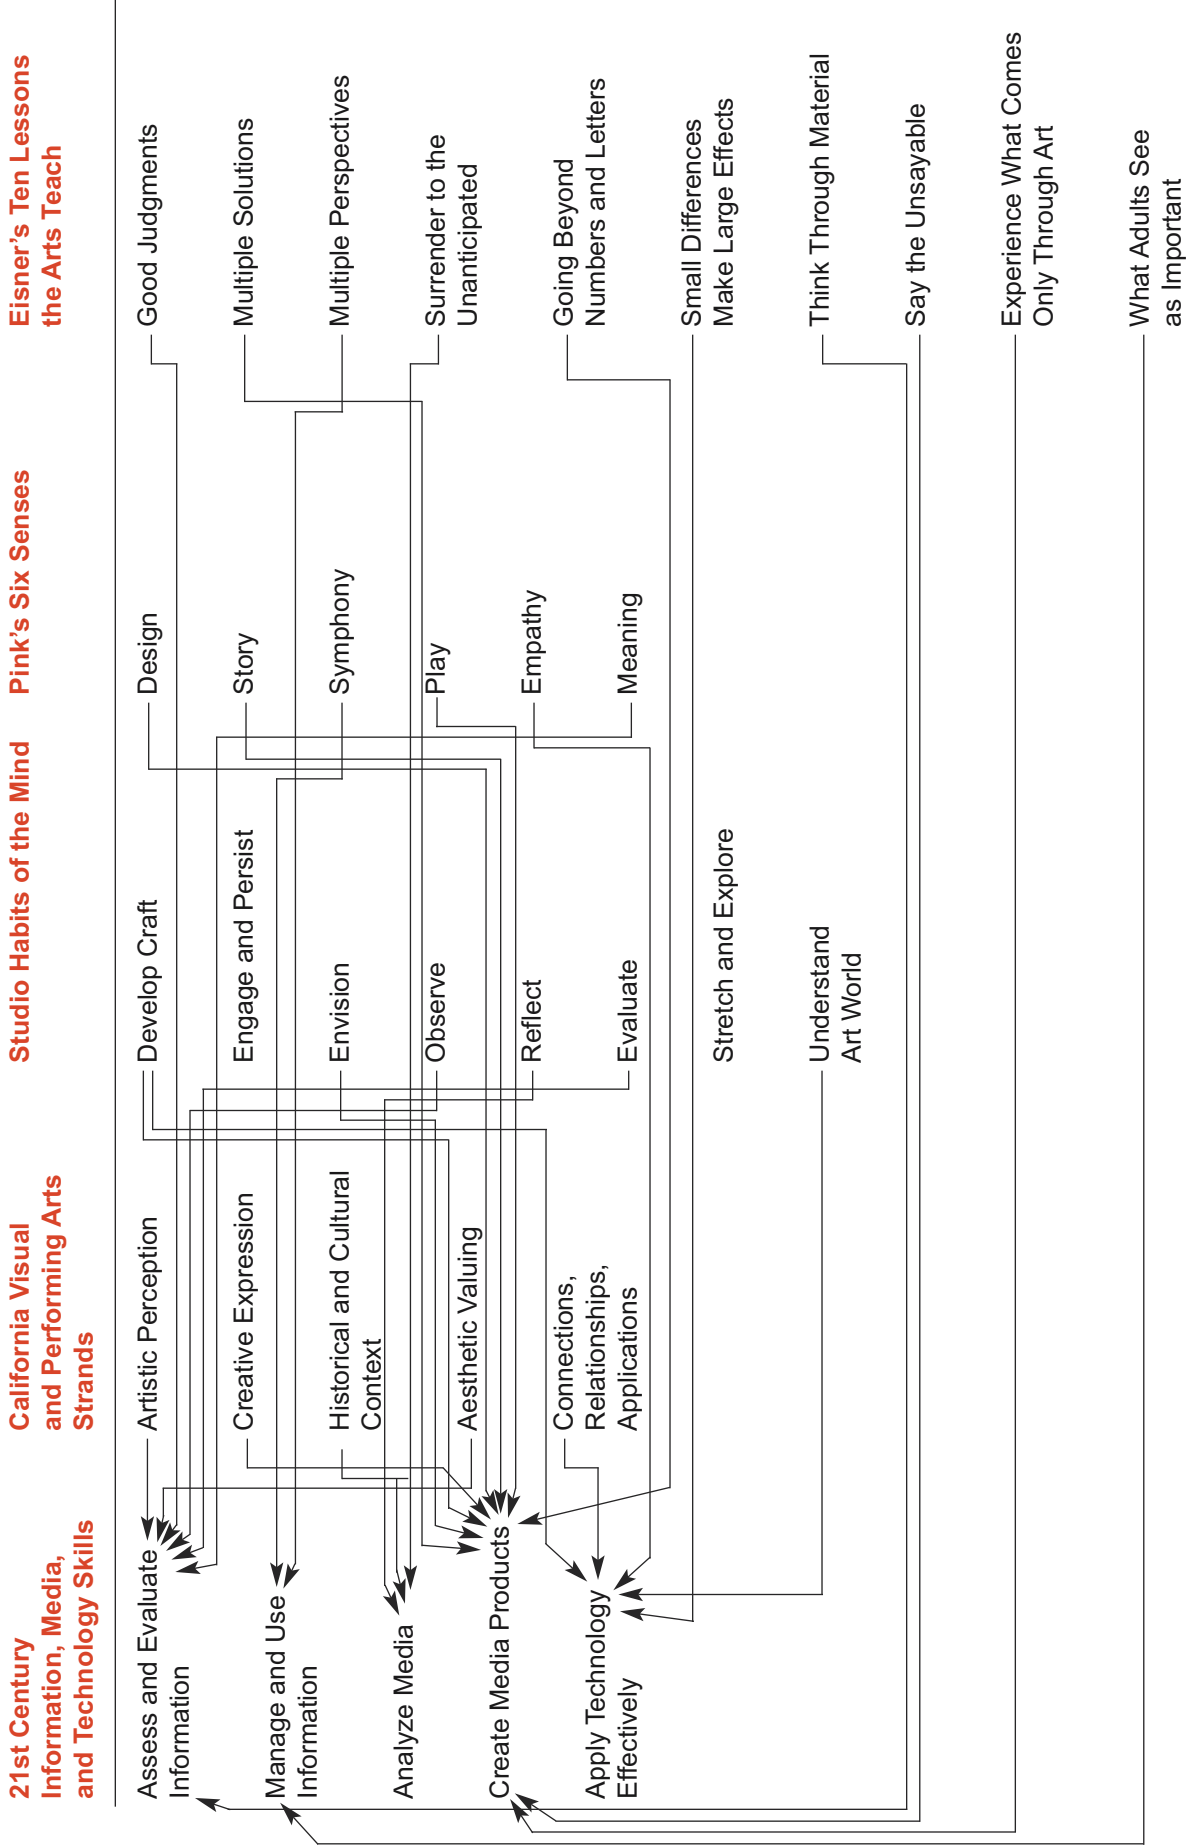 21st Century
Information, Media,
and Technology Skills
California Visual
and Performing Arts
Strands
Studio Habits of the Mind
Pink's Six Senses
Eisner's Ten Lessons
the Arts Teach
Assess and Evaluate
Information
Manage and Use
Information
Analyze Media
Create Media Products
Apply Technology
Effectively
Artistic Perception
Creative Expression
Historical and Cultural
Context
Aesthetic Valuing
Connections,
Relationships,
Applications
Develop Craft
Engage and Persist
Envision
Observe
Reflect
Evaluate
Stretch and Explore
Understand
Art World
Design
Story
Symphony
Play
Empathy
Meaning
Good Judgments
Multiple Solutions
Multiple Perspectives
Surrender to the
Unanticipated
Going Beyond
Numbers and Letters
Small Differences
Make Large Effects
Think Through Material
Say the Unsayable
Experience What Comes
Only Through Art
What Adults See
as Important